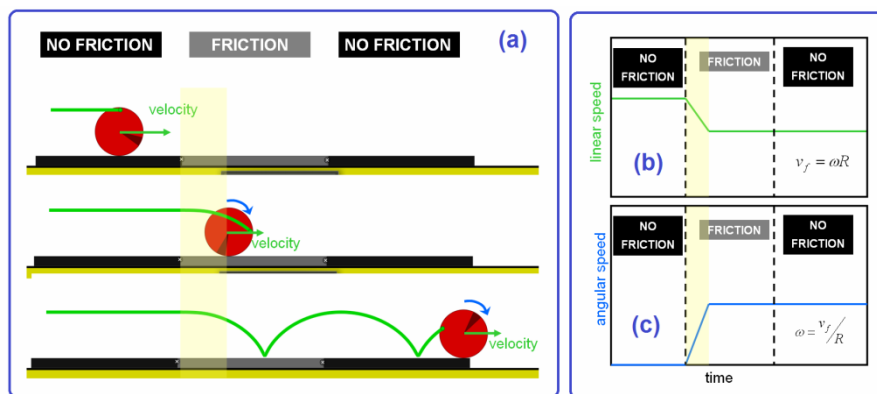 NO FRICTION
FRICTION
NO FRICTION
(a)
velocity
velocity
velocity
NO
FRICTION
FRICTION
NO
FRICTION
linear speed
(b)
v_f = ωR
NO
FRICTION
FRICTION
NO
FRICTION
angular speed
(c)
ω = v_f/R
time